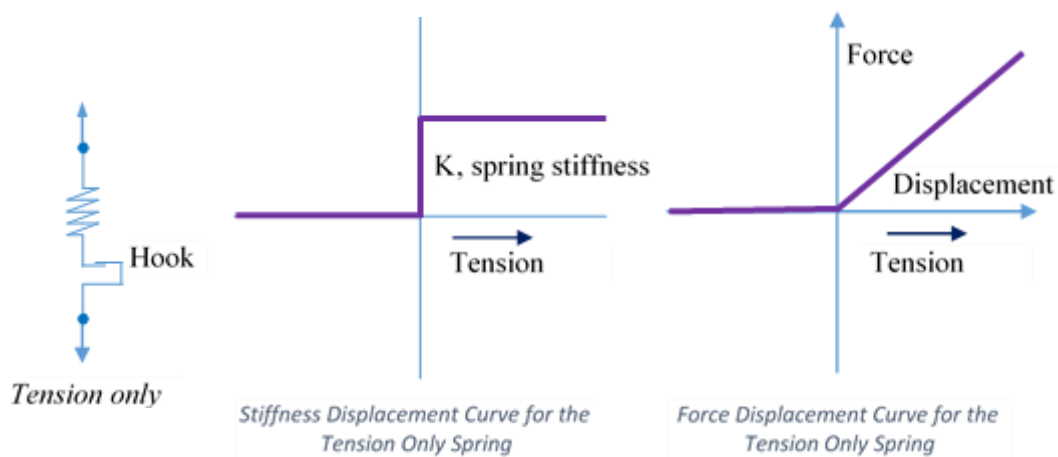 Hook
Tension only
K, spring stiffness
Tension
Stiffness Displacement Curve for the
Tension Only Spring
Force
Displacement
Tension
Force Displacement Curve for the
Tension Only Spring